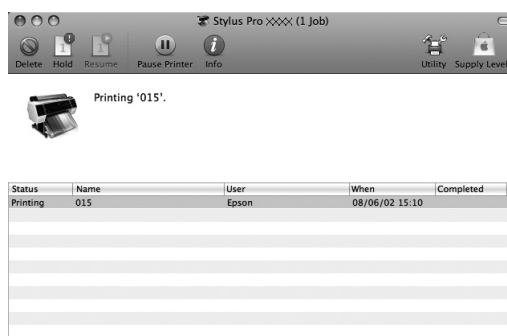 Stylus Pro XXXX (1 Job)
Delete Hold Resume Pause Printer Info Utility Supply Level
Printing '015'.
Status Name User When Completed
Printing 015 Epson 08/06/02 15:10